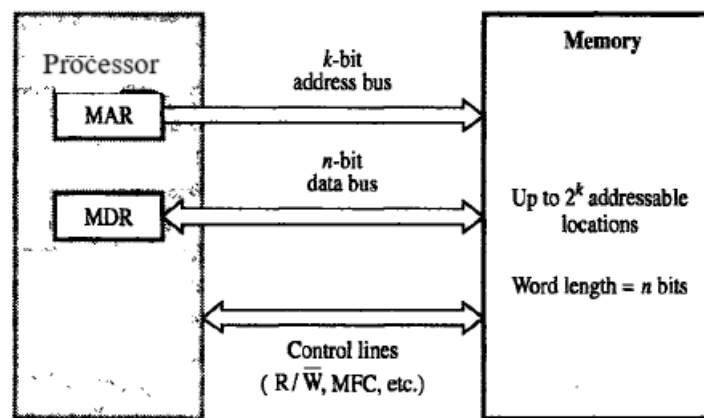 Processor
MAR
MDR
k-bit
address bus
n-bit
data bus
Control lines
( R / W̅, MFC, etc.)
Memory
Up to 2^k addressable
locations
Word length = n bits